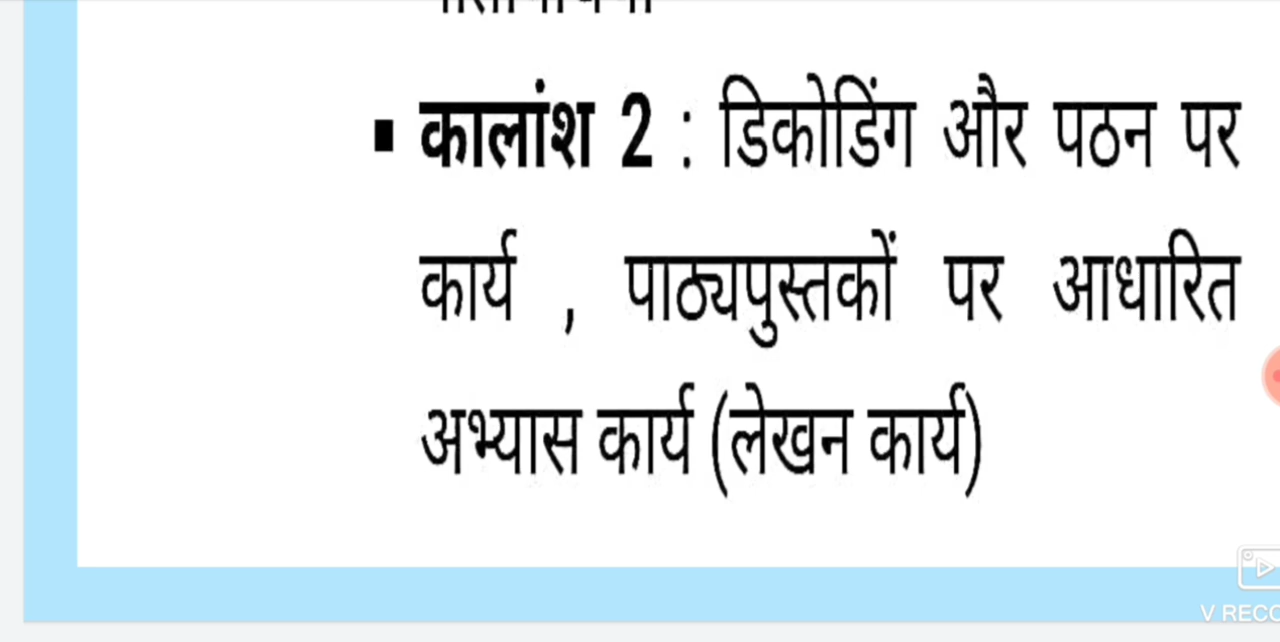 ▪ कालांश 2 : डिकोडिंग और पठन पर
कार्य , पाठ्यपुस्तकों पर आधारित
अभ्यास कार्य (लेखन कार्य)